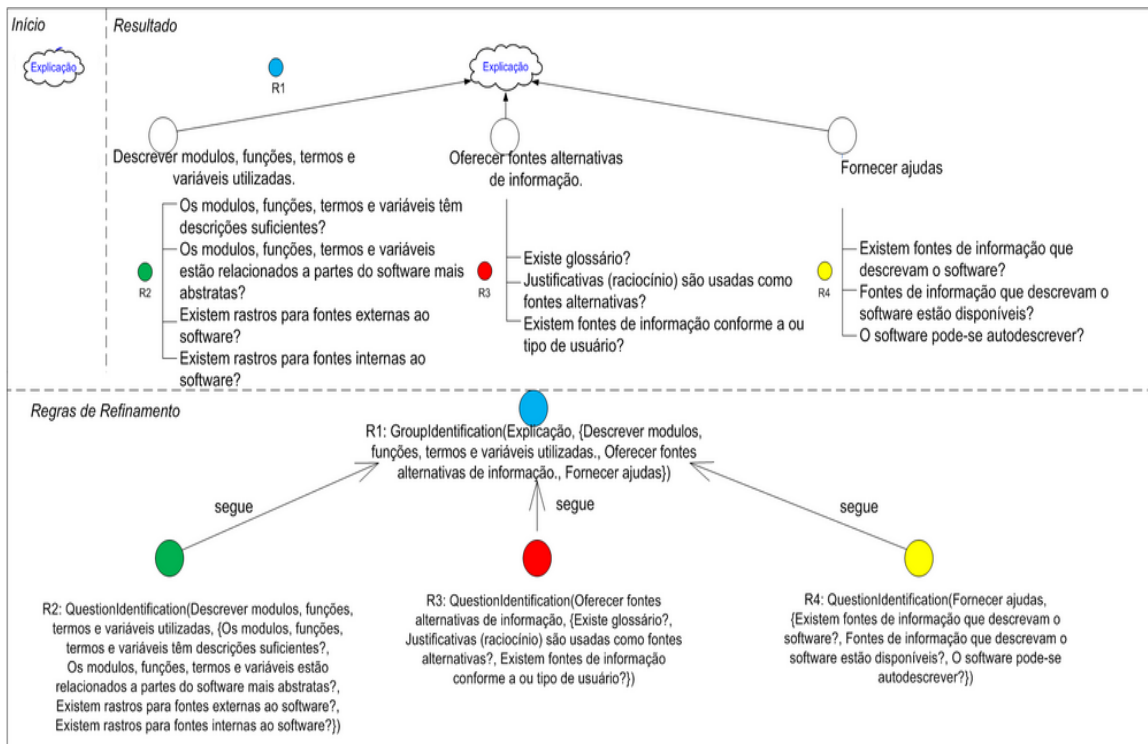 Início
Resultado
Explicação
Explicação
R1
Descrever modulos, funções, termos e
variáveis utilizadas.
Oferecer fontes alternativas
de informação.
Fornecer ajudas
Os modulos, funções, termos e variáveis têm
descrições suficientes?
Os modulos, funções, termos e variáveis
estão relacionados a partes do software mais
abstratas?
Existem rastros para fontes externas ao
software?
Existem rastros para fontes internas ao
software?
R2
Existe glossário?
Justificativas (raciocínio) são usadas como
fontes alternativas?
Existem fontes de informação conforme a ou
tipo de usuário?
R3
Existem fontes de informação que
descrevam o software?
Fontes de informação que descrevam o
software estão disponíveis?
O software pode-se autodescrever?
R4
Regras de Refinamento
R1: GroupIdentification(Explicação, {Descrever modulos,
funções, termos e variáveis utilizadas., Oferecer fontes
alternativas de informação., Fornecer ajudas})
segue
segue
segue
R2: QuestionIdentification(Descrever modulos, funções,
termos e variáveis utilizadas, {Os modulos, funções,
termos e variáveis têm descrições suficientes?,
Os modulos, funções, termos e variáveis estão
relacionados a partes do software mais abstratas?,
Existem rastros para fontes externas ao software?,
Existem rastros para fontes internas ao software?})
R3: QuestionIdentification(Oferecer fontes
alternativas de informação, {Existe glossário?,
Justificativas (raciocínio) são usadas como fontes
alternativas?, Existem fontes de informação
conforme a ou tipo de usuário?})
R4: QuestionIdentification(Fornecer ajudas,
{Existem fontes de informação que descrevam o
software?, Fontes de informação que descrevam o
software estão disponíveis?, O software pode-se
autodescrever?})